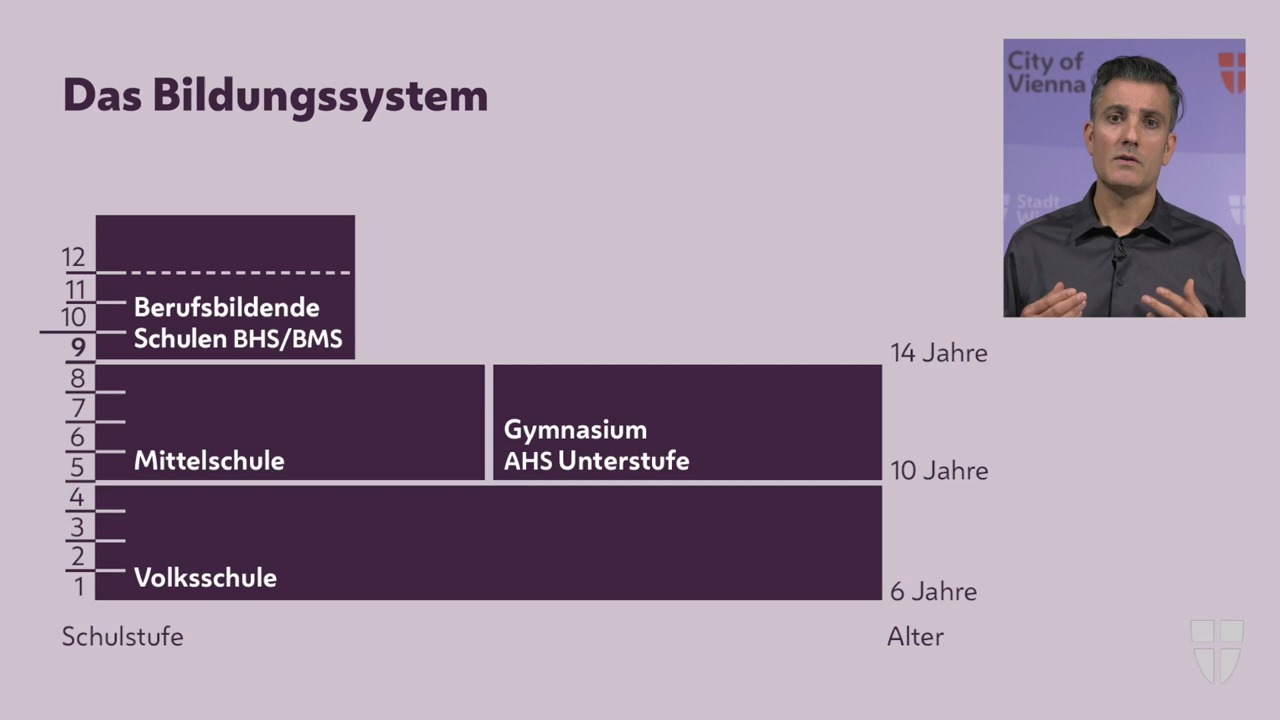 Das Bildungssystem
City of
Vienna
Stadt
12
11
10
9
8
7
6
5
4
3
2
1
Berufsbildende
Schulen BHS/BMS
14 Jahre
Mittelschule
Gymnasium
AHS Unterstufe
10 Jahre
Volksschule
6 Jahre
Schulstufe
Alter